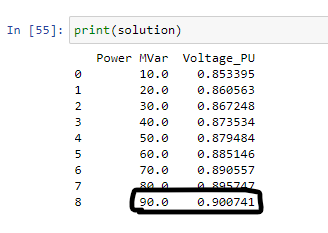 In [55]: print(solution)
Power MVar Voltage_PU
0 10.0 0.853395
1 20.0 0.860563
2 30.0 0.867248
3 40.0 0.873534
4 50.0 0.879484
5 60.0 0.885146
6 70.0 0.890557
7 80.0 0.895747
8 90.0 0.900741